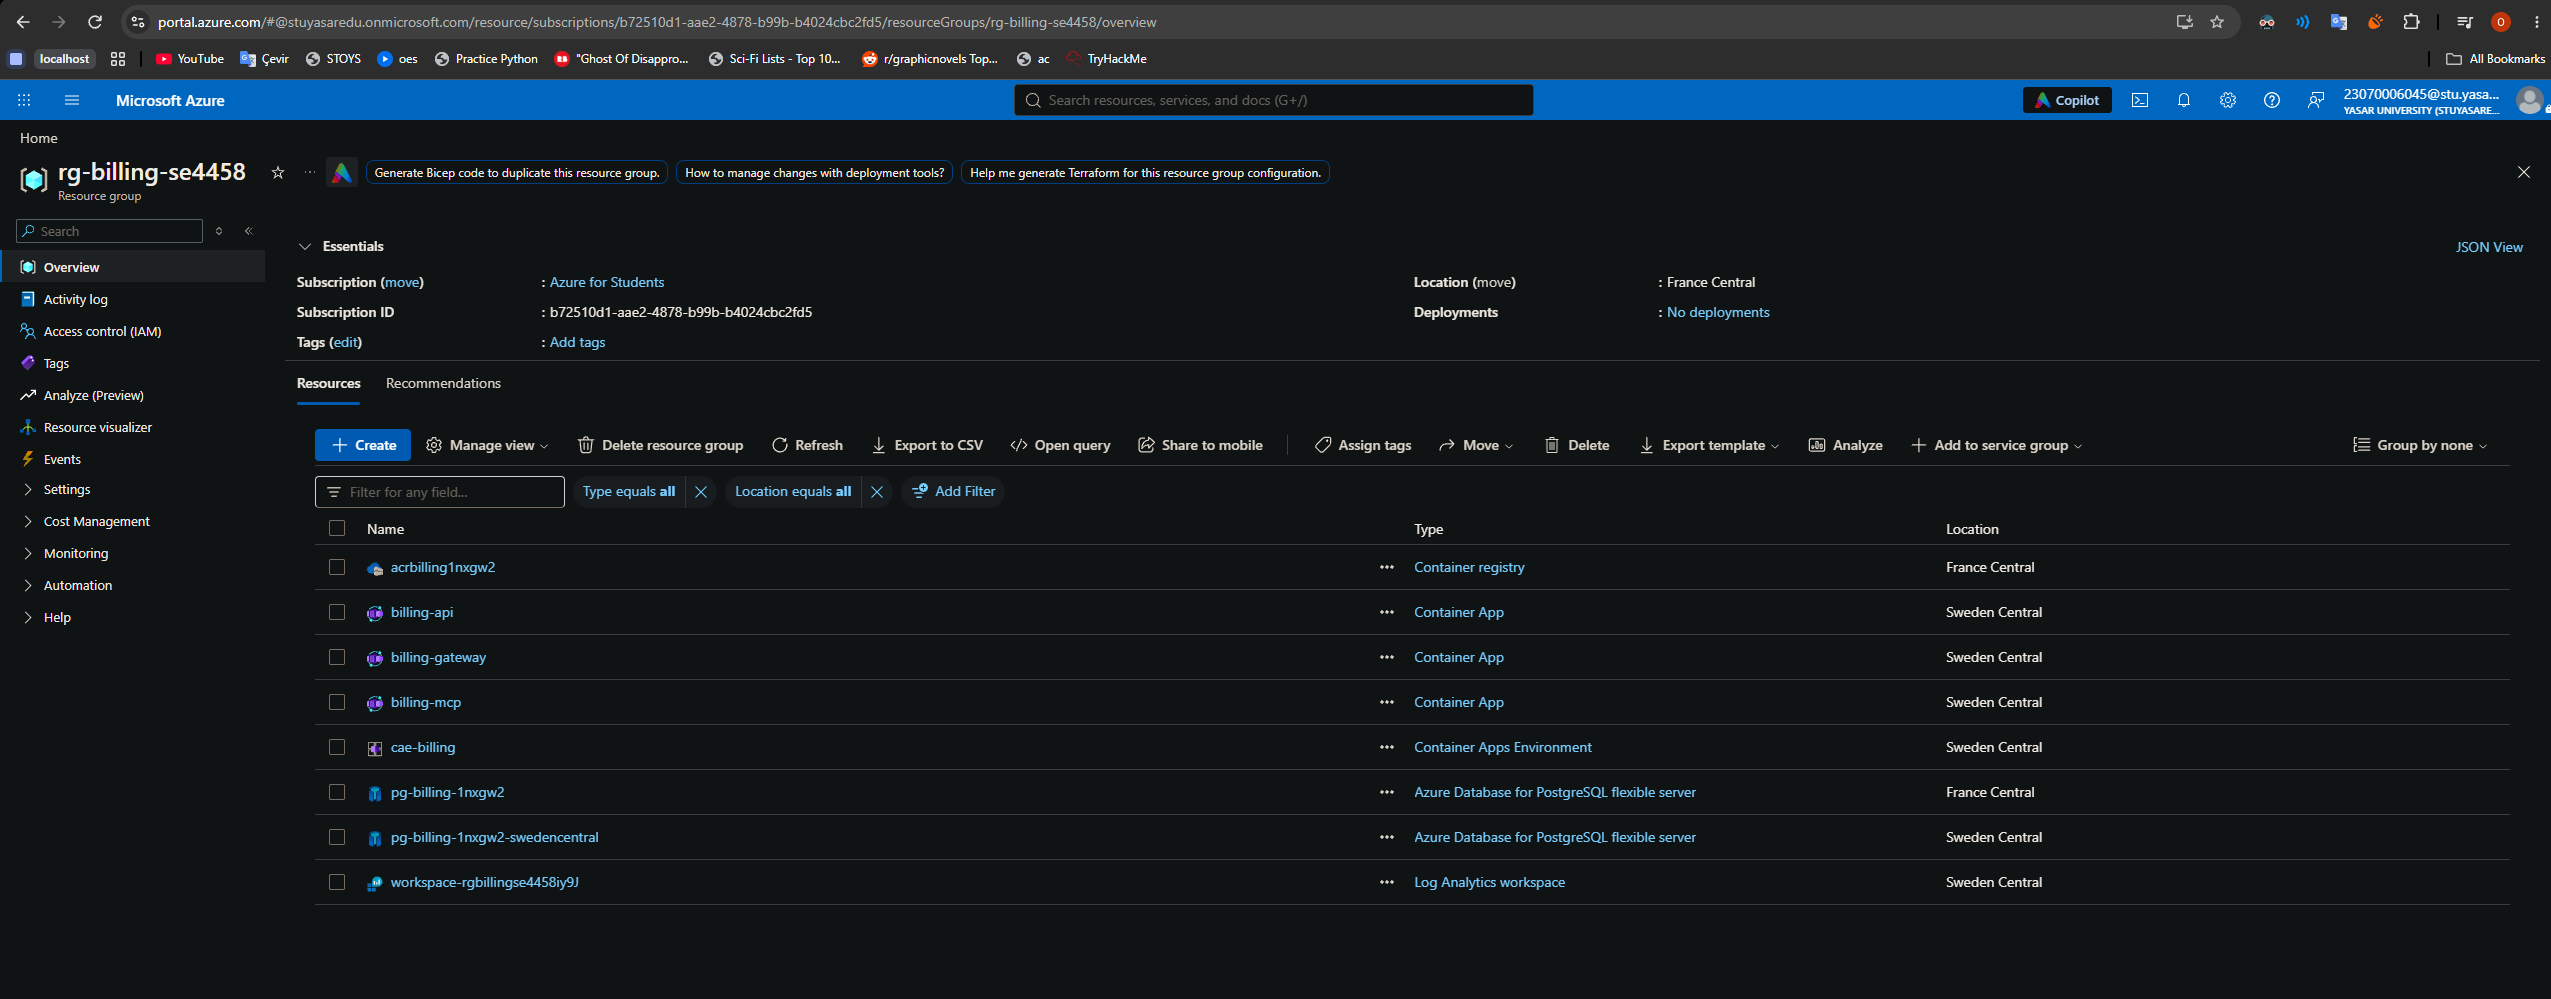 portal.azure.com/#@stuyasaredu.onmicrosoft.com/resource/subscriptions/b72510d1-aae2-4878-b99b-b4024cbc2fd5/resourceGroups/rg-billing-se4458/overview
localhost YouTube Çevir STOYS oes Practice Python "Ghost Of Disappro... Sci-Fi Lists - Top 10... r/graphicnovels Top... ac TryHackMe All Bookmarks
Microsoft Azure
Search resources, services, and docs (G+/)
Copilot
23070006045@stu.yasa...
YASAR UNIVERSITY (STUYASARE...
Home
rg-billing-se4458
Resource group
Generate Bicep code to duplicate this resource group.
How to manage changes with deployment tools?
Help me generate Terraform for this resource group configuration.
Search
Overview
Activity log
Access control (IAM)
Tags
Analyze (Preview)
Resource visualizer
Events
Settings
Cost Management
Monitoring
Automation
Help
Essentials
JSON View
Subscription (move) : Azure for Students
Location (move) : France Central
Subscription ID : b72510d1-aae2-4878-b99b-b4024cbc2fd5
Deployments : No deployments
Tags (edit) : Add tags
Resources Recommendations
Create Manage view Delete resource group Refresh Export to CSV Open query Share to mobile Assign tags Move Delete Export template Analyze Add to service group Group by none
Filter for any field... Type equals all Location equals all Add Filter
Name Type Location
acrbilling1nxgw2 Container registry France Central
billing-api Container App Sweden Central
billing-gateway Container App Sweden Central
billing-mcp Container App Sweden Central
cae-billing Container Apps Environment Sweden Central
pg-billing-1nxgw2 Azure Database for PostgreSQL flexible server France Central
pg-billing-1nxgw2-swedencentral Azure Database for PostgreSQL flexible server Sweden Central
workspace-rgbillingse4458iy9J Log Analytics workspace Sweden Central